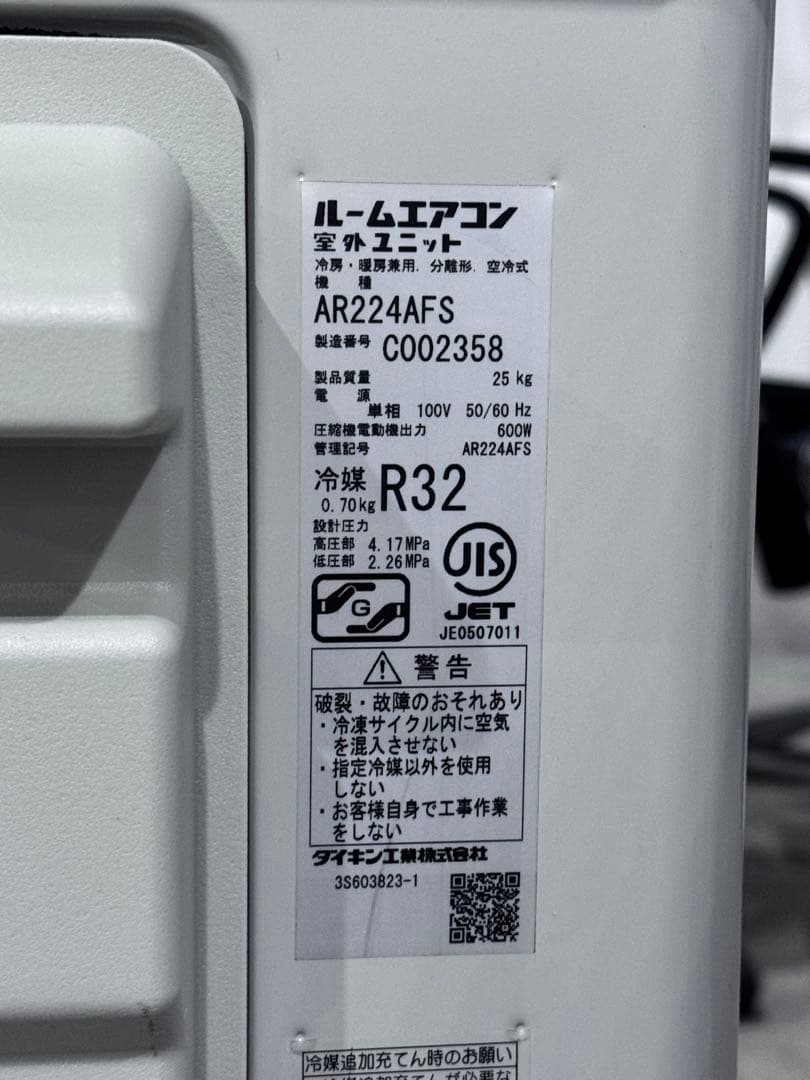 ルームエアコン
室外ユニット
冷房・暖房兼用. 分離形. 空冷式
機 種
AR224AFS
製造番号 C002358
製品質量 25 kg
電 源
単相 100V 50/60 Hz
圧縮機電動機出力 600W
管理記号 AR224AFS
冷媒 R32
0.70kg
設計圧力
高圧部 4.17MPa
低圧部 2.26MPa
JIS
G
JET
JE0507011
警告
破裂・故障のおそれあり
・冷凍サイクル内に空気
を混入させない
・指定冷媒以外を使用
しない
・お客様自身で工事作業
をしない
ダイキン工業株式会社
3S603823-1
冷媒追加充てん時のお願い